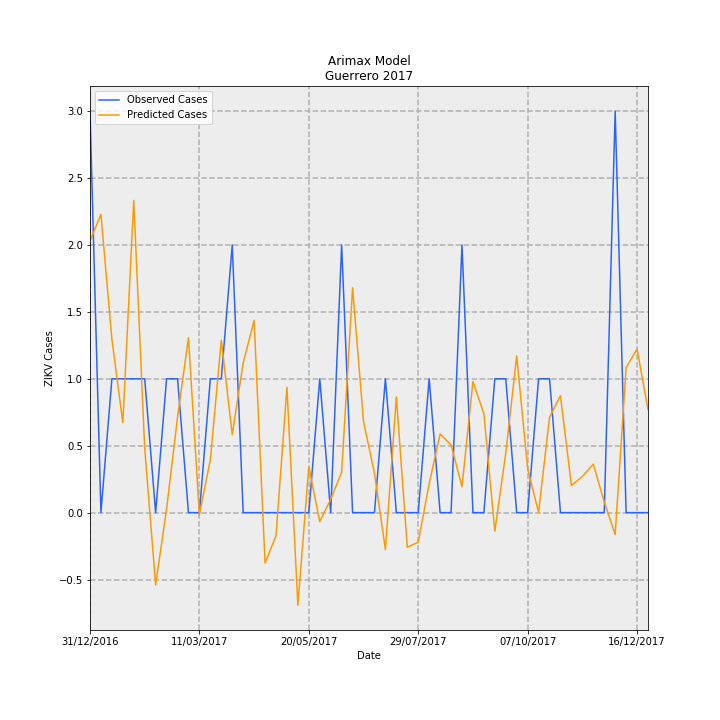 Arimax Model
Guerrero 2017
Observed Cases
Predicted Cases
3.0
2.5
2.0
1.5
1.0
0.5
0.0
−0.5
ZIKV Cases
31/12/2016
11/03/2017
20/05/2017
29/07/2017
07/10/2017
16/12/2017
Date